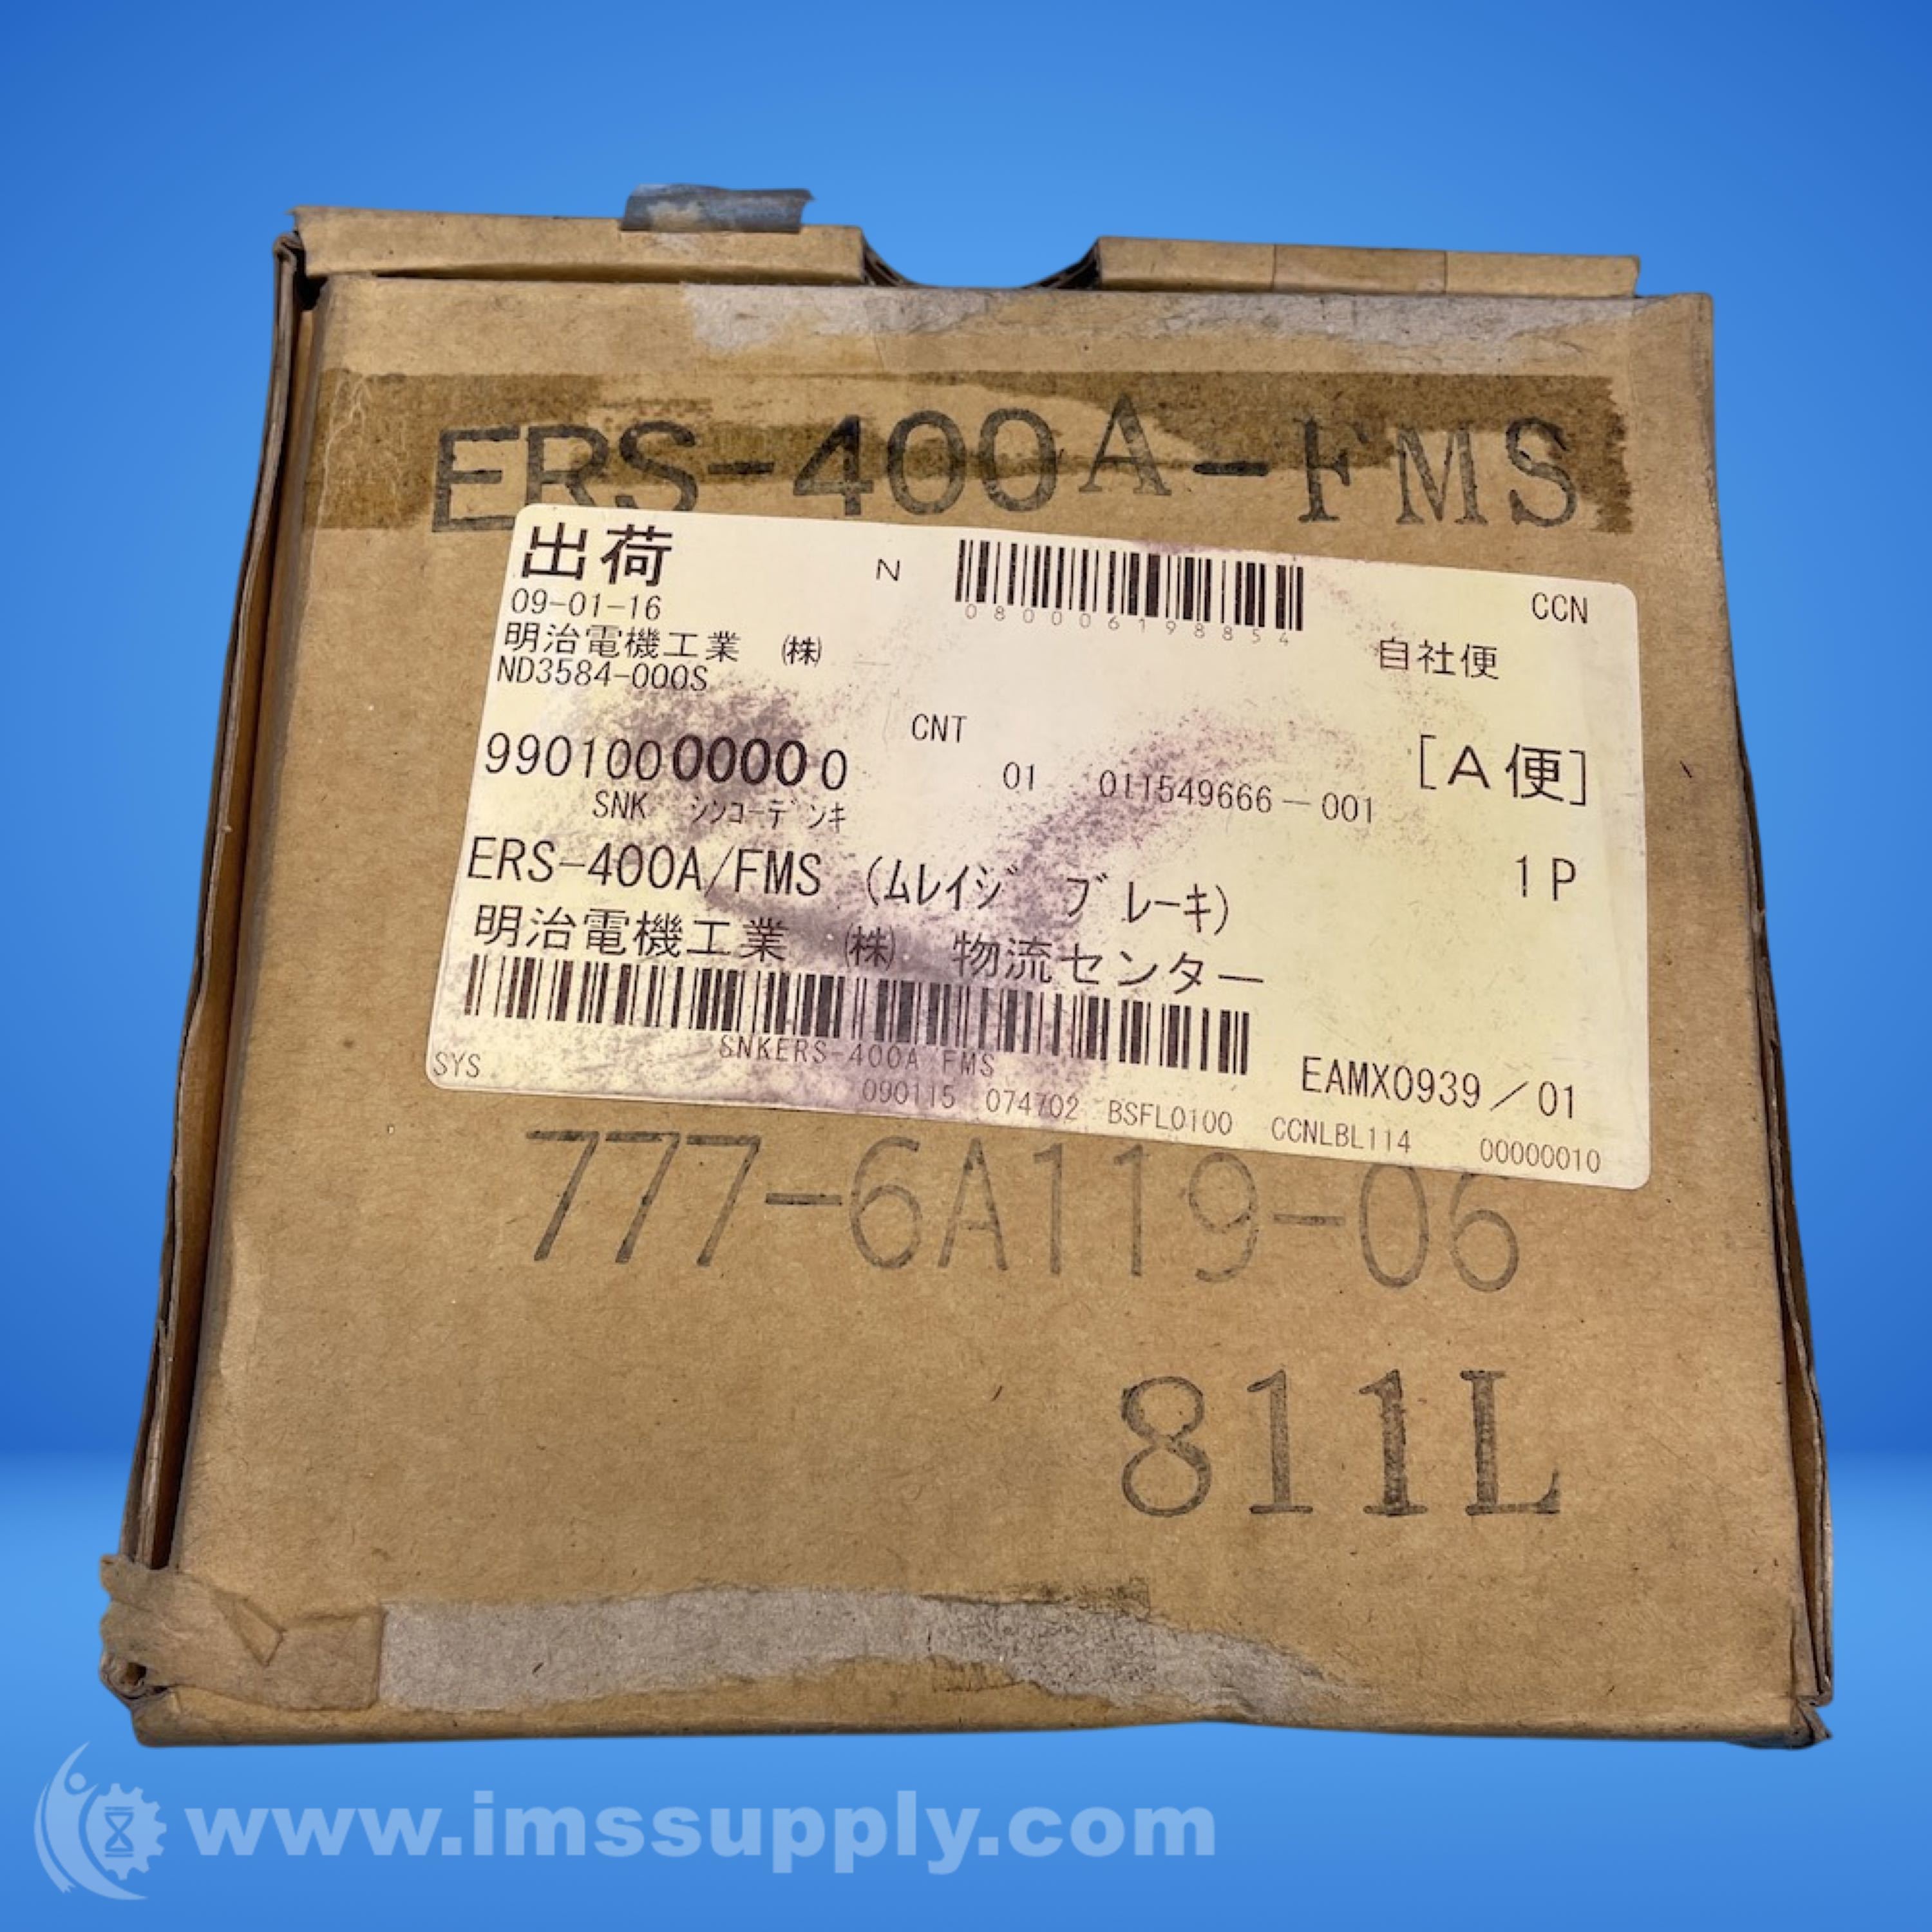 ERS-400A-FMS
出荷 N CCN
080006198854
09-01-16
明治電機工業 ㈱ 自社便
ND3584-000S
CNT
9901000000 0 01 011549666-001 [A便]
SNK シンコーデンキ
ERS-400A/FMS (ムレイジ ブレーキ) 1P
明治電機工業 ㈱ 物流センター
SNKERS-400A/FMS
SYS EAMX0939/01
090115 074702 BSFL0100 CCNLBL114 00000010
777-6A119-06
811L
www.imssupply.com